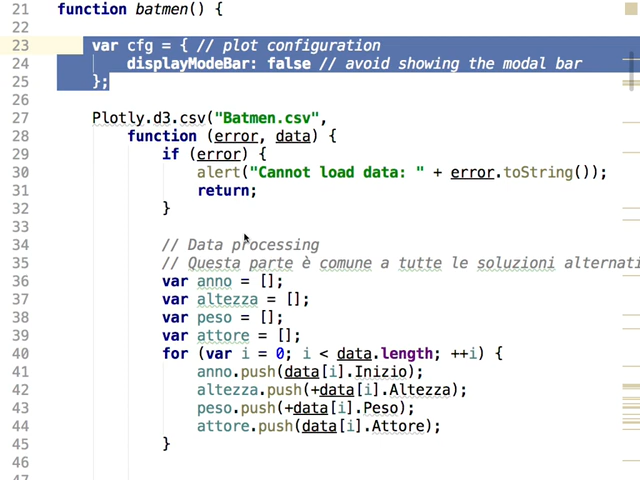 21 function batmen() {
22
23 var cfg = { // plot configuration
24 displayModeBar: false // avoid showing the modal bar
25 };
26
27 Plotly.d3.csv("Batmen.csv",
28 function (error, data) {
29 if (error) {
30 alert("Cannot load data: " + error.toString());
31 return;
32 }
33
34 // Data processing
35 // Questa parte è comune a tutte le soluzioni alternati
36 var anno = [];
37 var altezza = [];
38 var peso = [];
39 var attore = [];
40 for (var i = 0; i < data.length; ++i) {
41 anno.push(data[i].Inizio);
42 altezza.push(+data[i].Altezza);
43 peso.push(+data[i].Peso);
44 attore.push(data[i].Attore);
45 }
46